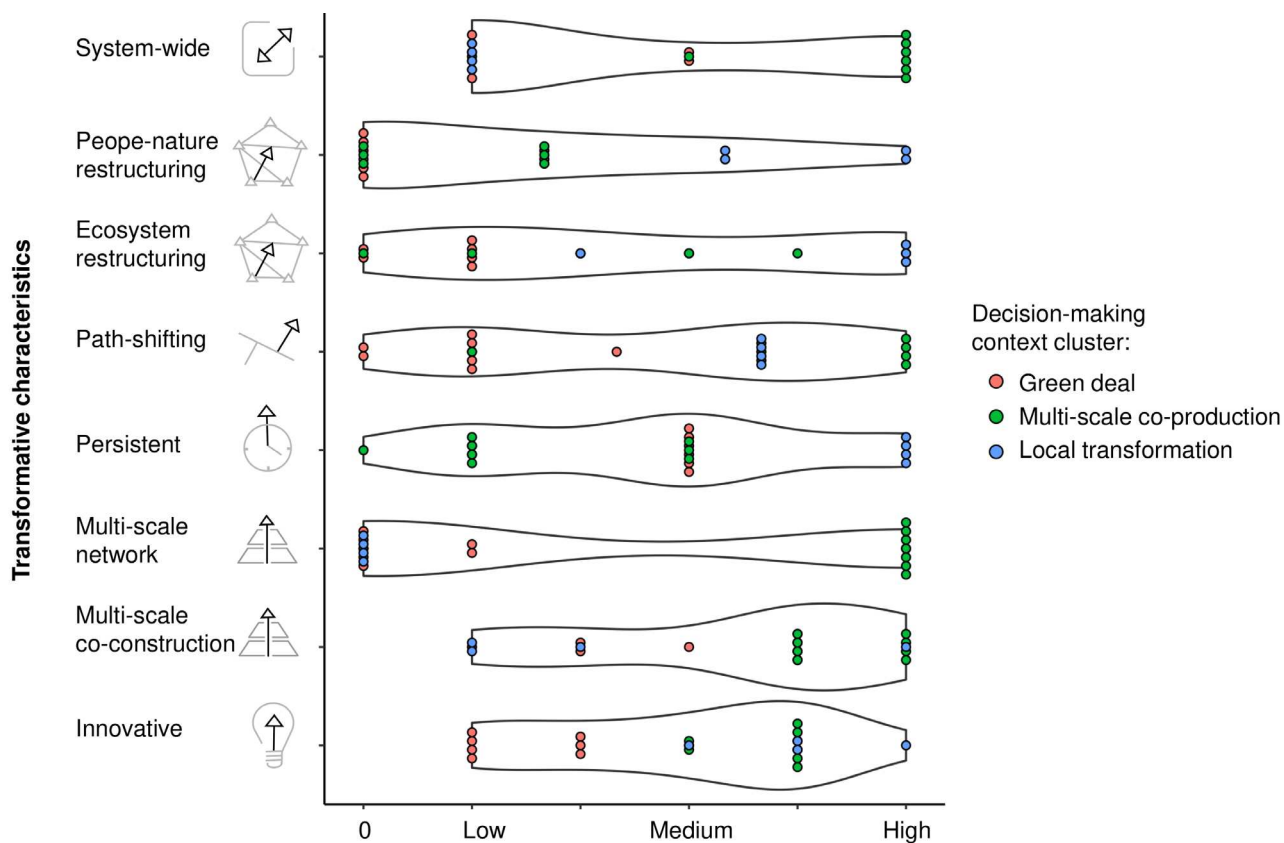 Transformative characteristics
System-wide
Peope-nature
restructuring
Ecosystem
restructuring
Path-shifting
Persistent
Multi-scale
network
Multi-scale
co-construction
Innovative
0 Low Medium High
Decision-making
context cluster:
Green deal
Multi-scale co-production
Local transformation